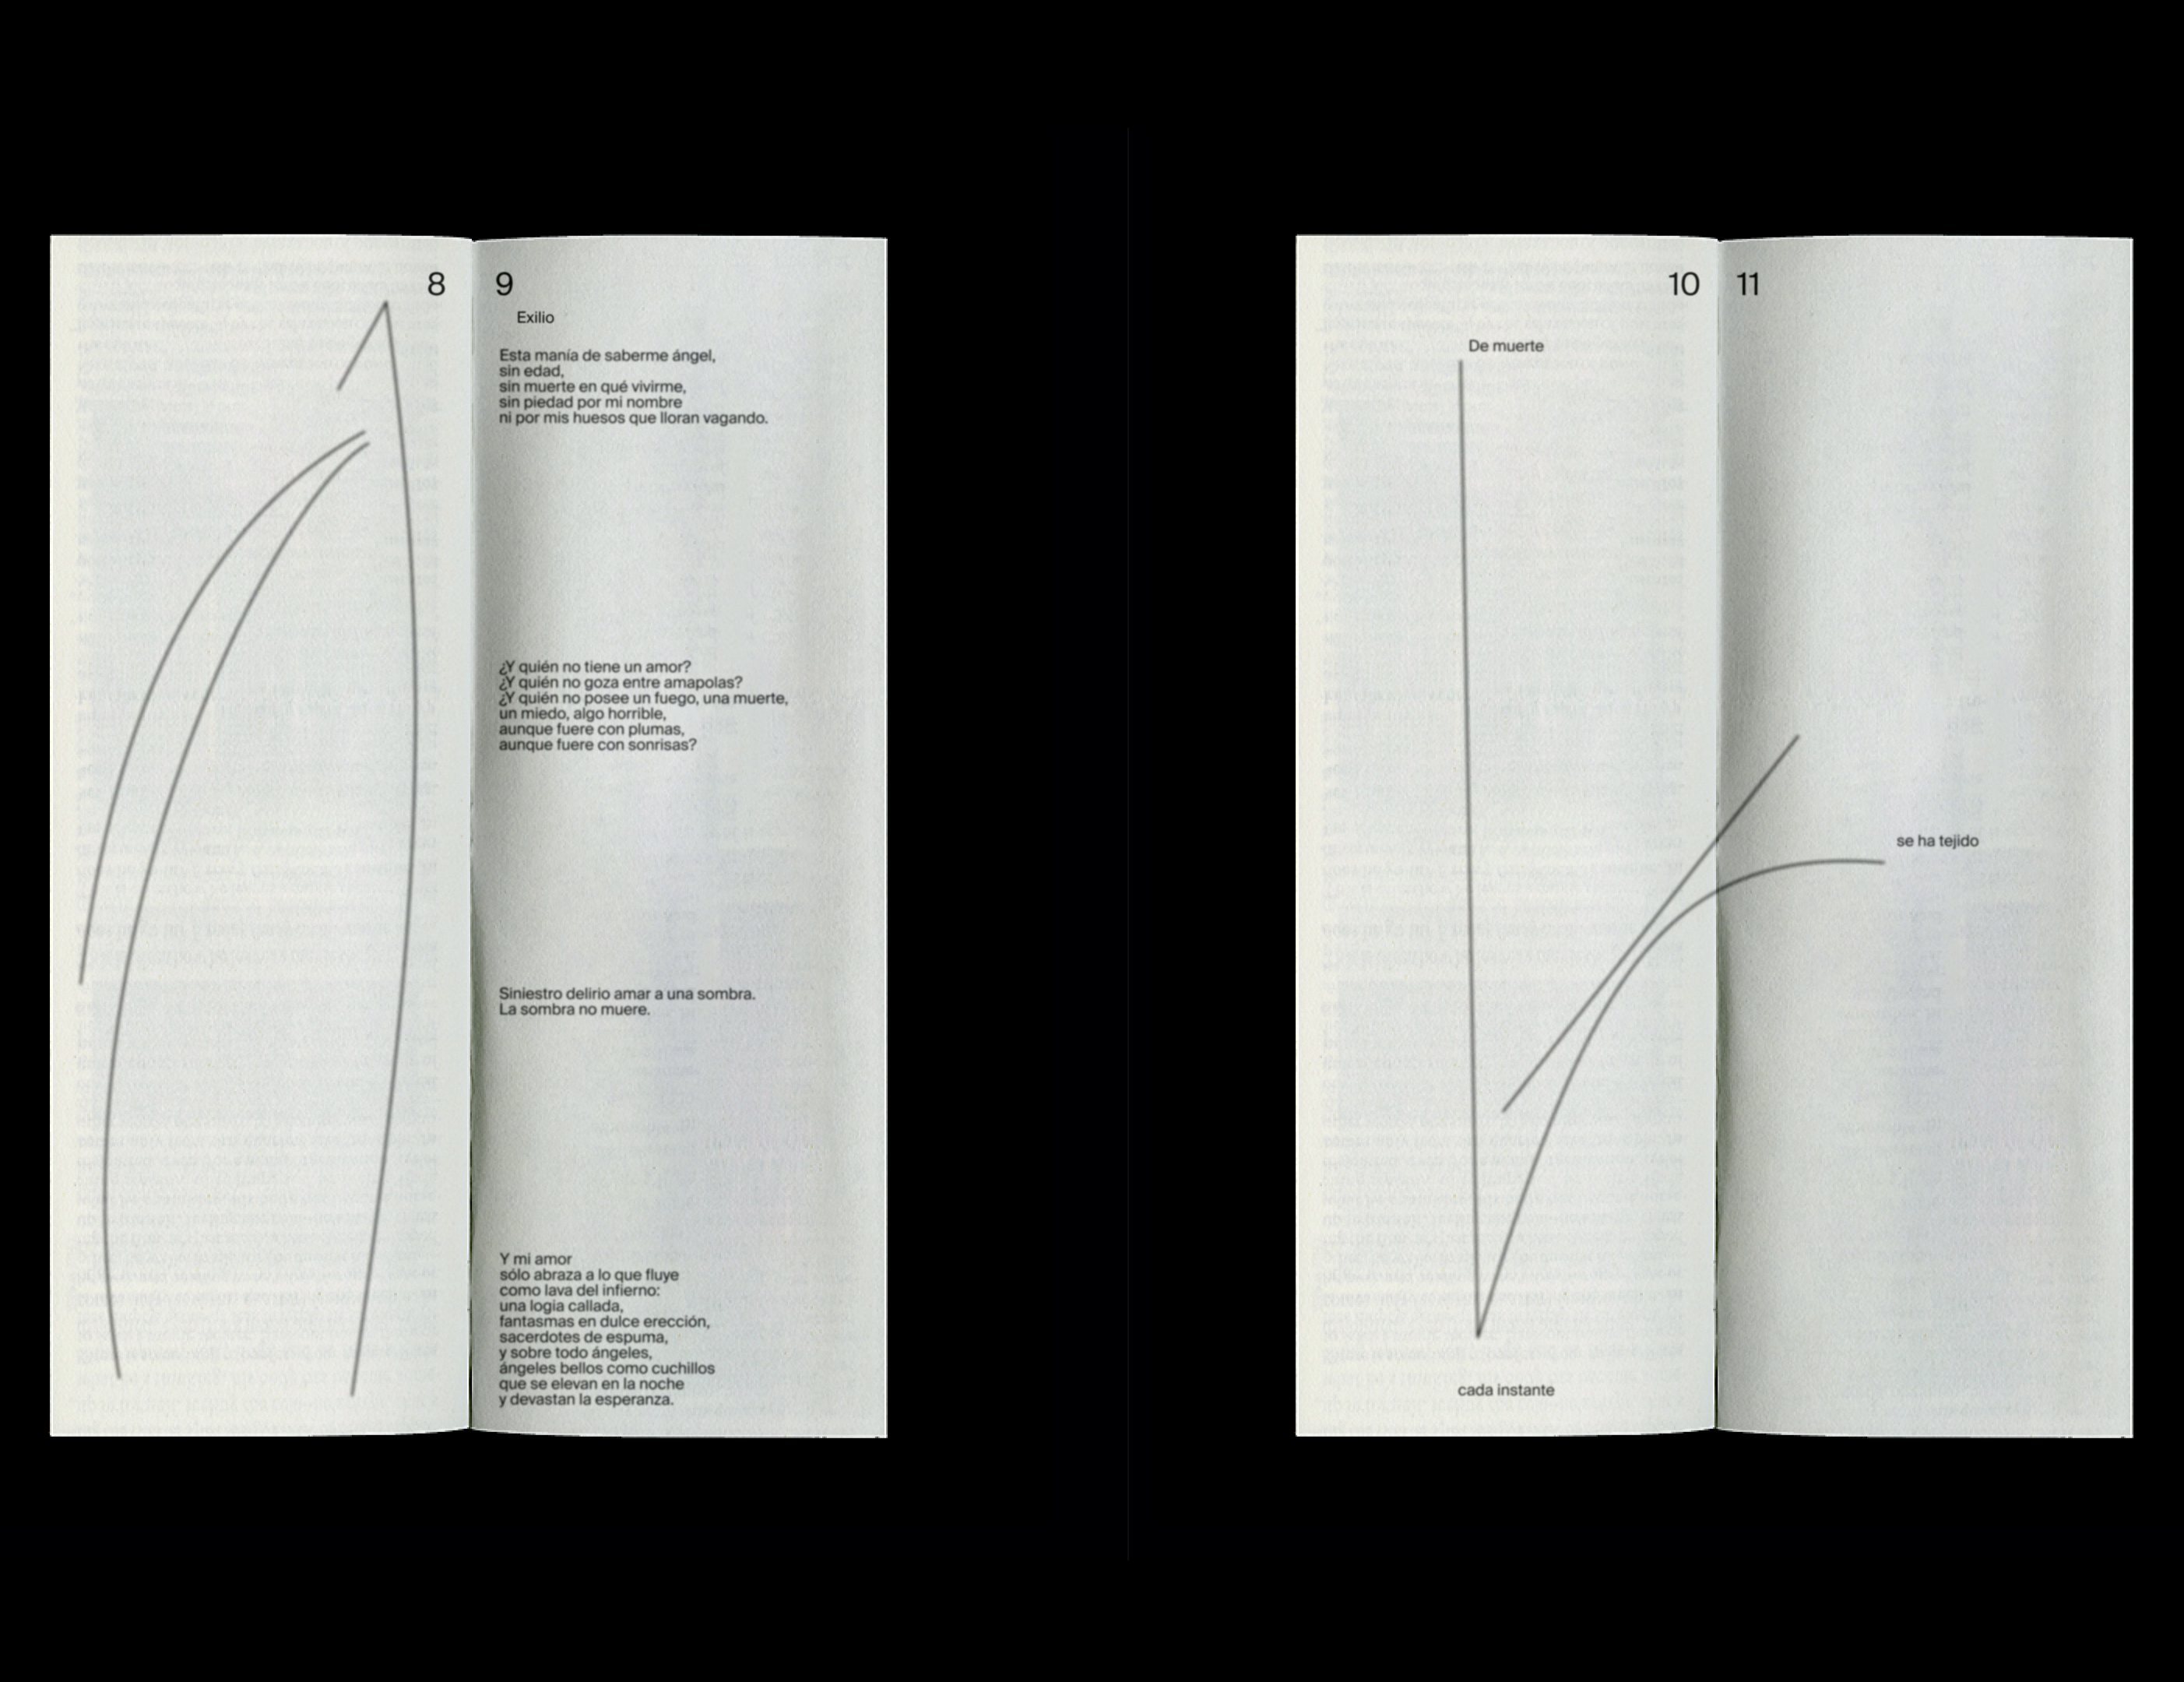 8
9
Exilio
Esta manía de saberme ángel,
sin edad,
sin muerte en qué vivirme,
sin piedad por mi nombre
ni por mis huesos que lloran vagando.
¿Y quién no tiene un amor?
¿Y quién no goza entre amapolas?
¿Y quién no posee un fuego, una muerte,
un miedo, algo horrible,
aunque fuere con plumas,
aunque fuere con sonrisas?
Siniestro delirio amar a una sombra.
La sombra no muere.
Y mi amor
sólo abraza a lo que fluye
como lava del infierno:
una logia callada,
fantasmas en dulce erección,
sacerdotes de espuma,
y sobre todo ángeles,
ángeles bellos como cuchillos
que se elevan en la noche
y devastan la esperanza.
10
11
De muerte
se ha tejido
cada instante